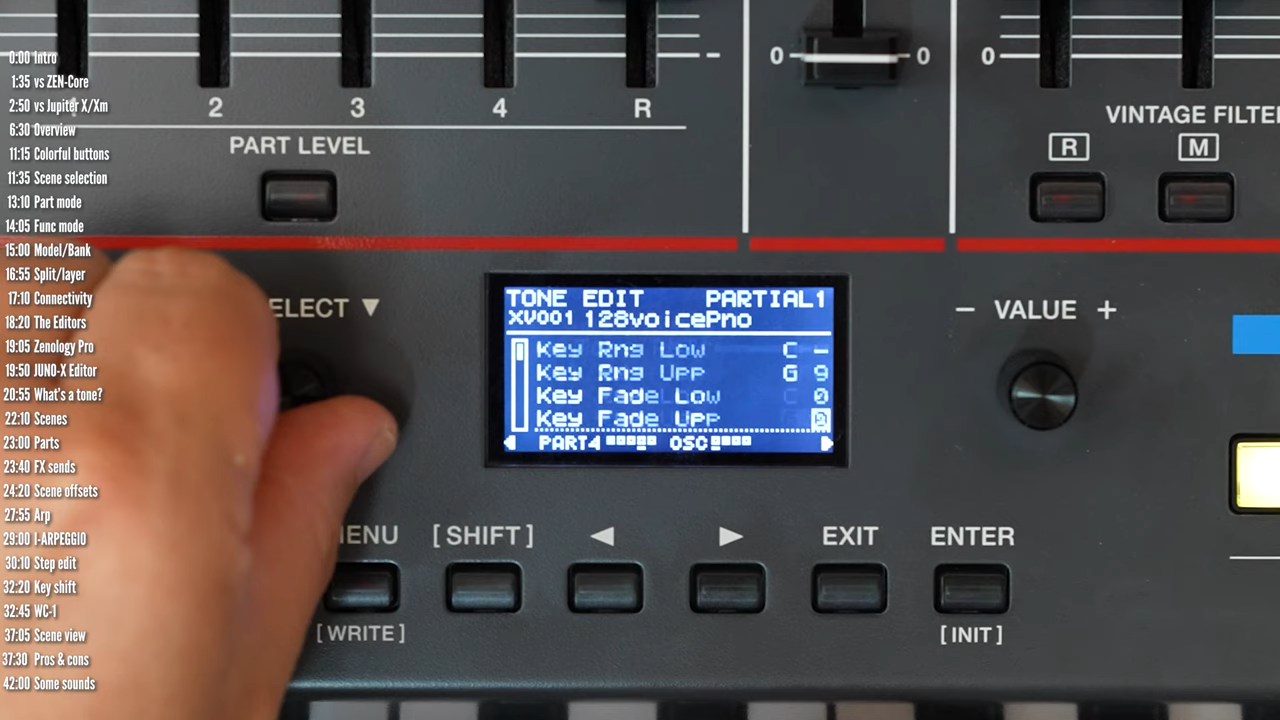 0:00 Intro
1:35 vs ZEN-Core
2:50 vs Jupiter X/Xm
6:30 Overview
11:15 Colorful buttons
11:35 Scene selection
13:10 Part mode
14:05 Func mode
15:00 Model/Bank
16:55 Split/layer
17:10 Connectivity
18:20 The Editors
19:05 Zenology Pro
19:50 JUNO-X Editor
20:55 What's a tone?
22:10 Scenes
23:00 Parts
23:40 FX sends
24:20 Scene offsets
27:55 Arp
29:00 I-ARPEGGIO
30:10 Step edit
32:20 Key shift
32:45 WC-1
37:05 Scene view
37:30 Pros & cons
42:00 Some sounds
2 3 4 R
PART LEVEL
0 0 0
VINTAGE FILTE
R M
ELECT ▼
TONE EDIT PARTIAL1
XV001 128voicePno
Key Rng Low C -
Key Rng Upp G 9
Key Fade Low 0
Key Fade Upp 0
PART4 OSC
- VALUE +
ENU [SHIFT] ◀ ▶ EXIT ENTER
[WRITE] [INIT]